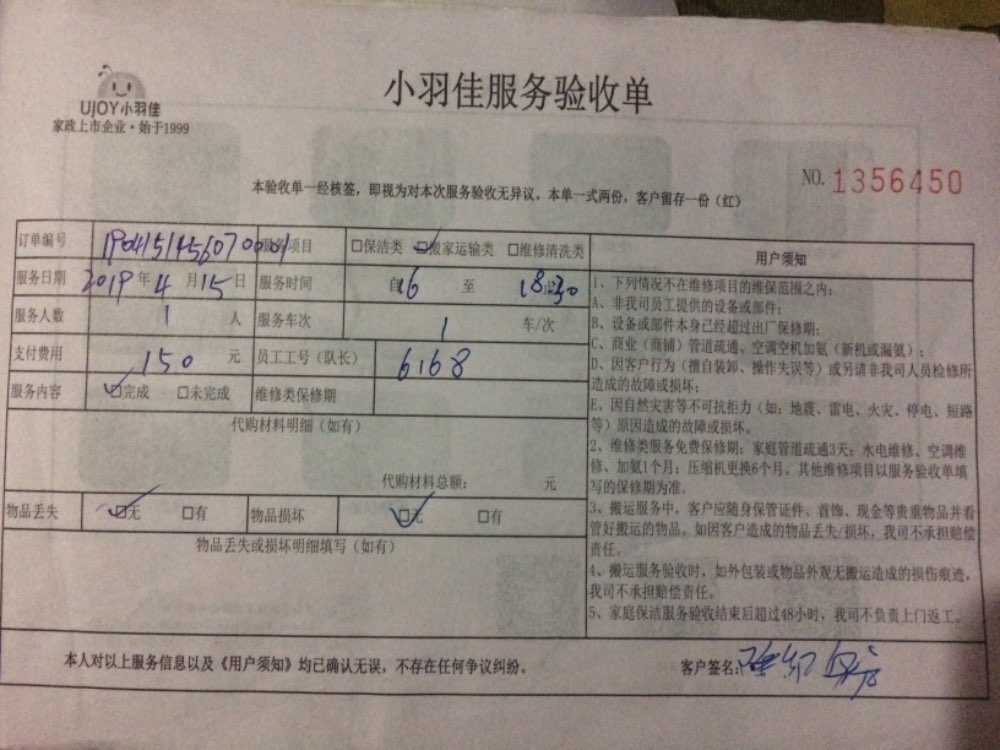 UJOY小羽佳
家政上市企业·始于1999
小羽佳服务验收单
NO. 1356450
本验收单一经核签，即视为对本次服务验收无异议。本单一式两份，客户留存一份（红）
订单编号 服务项目 □保洁类 □搬家运输类 □维修清洗类
服务日期 2019年4月15日 服务时间 自16至18:30
服务人数 1人 服务车次 1车/次
支付费用 150元 员工工号（队长） 6168
服务内容 □完成 □未完成 维修类保修期
代购材料明细（如有）
代购材料总额： 元
物品丢失 □无 □有 物品损坏 □无 □有
物品丢失或损坏明细填写（如有）
用户须知
1、下列情况不在维修项目的维保范围之内：
A、非我司员工提供的设备或部件；
B、设备或部件本身已经超过出厂保修期；
C、商业（商铺）管道疏通、空调空机加氨（新机或漏氨）；
D、因客户行为（擅自装卸、操作失误等）或另请非我司人员检修所
造成的故障或损坏；
E、因自然灾害等不可抗拒力（如：地震、雷电、火灾、停电、短路
等）原因造成的故障或损坏。
2、维修类服务免费保修期：家庭管道疏通3天；水电维修、空调维
修、加氨1个月；压缩机更换6个月。其他维修项目以服务验收单填
写的保修期为准。
3、搬运服务中，客户应随身保管证件、首饰、现金等贵重物品并看
管好搬运的物品。如因客户造成的物品丢失/损坏，我司不承担赔偿
责任。
4、搬运服务验收时，如外包装或物品外观无搬运造成的损伤痕迹，
我司不承担赔偿责任。
5、家庭保洁服务验收结束后超过48小时，我司不负责上门返工。
本人对以上服务信息以及《用户须知》均已确认无误，不存在任何争议纠纷。 客户签名：